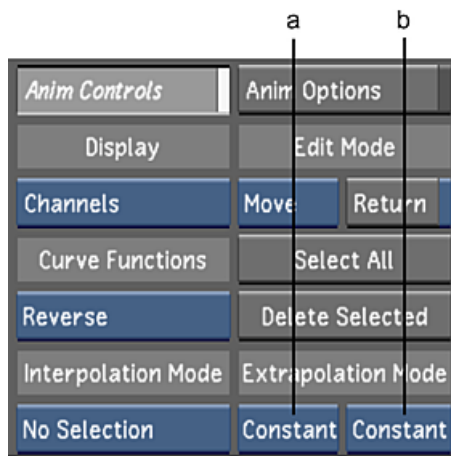 a b
Anim Controls Anim Options
Display Edit Mode
Channels Move Return
Curve Functions Select All
Reverse Delete Selected
Interpolation Mode Extrapolation Mode
No Selection Constant Constant